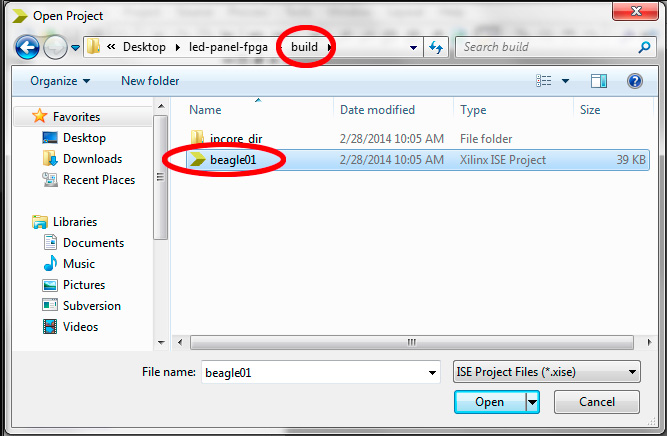 Open Project
« Desktop led-panel-fpga build
Search build
Organize New folder
Name Date modified Type Size
Favorites
Desktop
Downloads
Recent Places
Libraries
Documents
Music
Pictures
Subversion
Videos
ipcore_dir 2/28/2014 10:05 AM File folder
beagle01 2/28/2014 10:05 AM Xilinx ISE Project 39 KB
File name: beagle01 ISE Project Files (*.xise)
Open Cancel